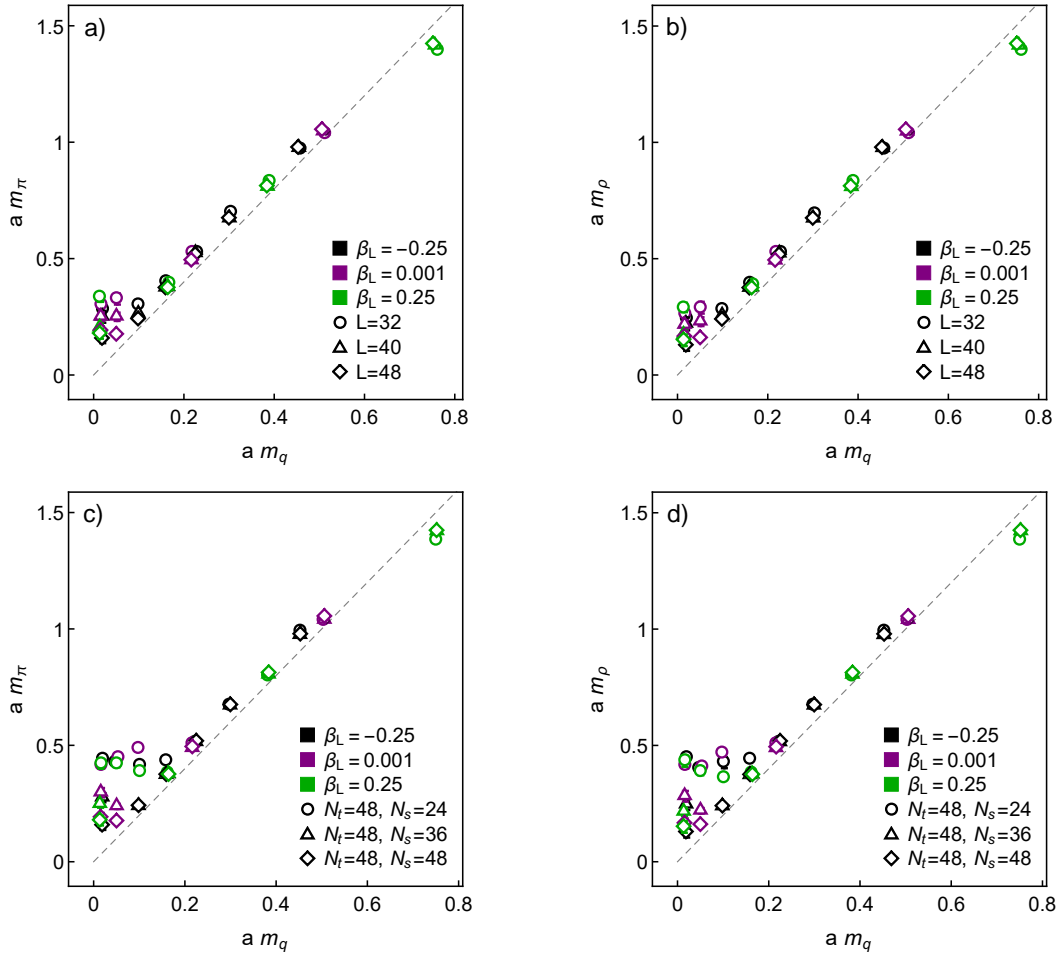 a)
1.5
1
0.5
0
a m_π
β_L = −0.25
β_L = 0.001
β_L = 0.25
L=32
L=40
L=48
0 0.2 0.4 0.6 0.8
a m_q
b)
1.5
1
0.5
0
a m_ρ
β_L = −0.25
β_L = 0.001
β_L = 0.25
L=32
L=40
L=48
0 0.2 0.4 0.6 0.8
a m_q
c)
1.5
1
0.5
0
a m_π
β_L = −0.25
β_L = 0.001
β_L = 0.25
N_t=48, N_s=24
N_t=48, N_s=36
N_t=48, N_s=48
0 0.2 0.4 0.6 0.8
a m_q
d)
1.5
1
0.5
0
a m_ρ
β_L = −0.25
β_L = 0.001
β_L = 0.25
N_t=48, N_s=24
N_t=48, N_s=36
N_t=48, N_s=48
0 0.2 0.4 0.6 0.8
a m_q